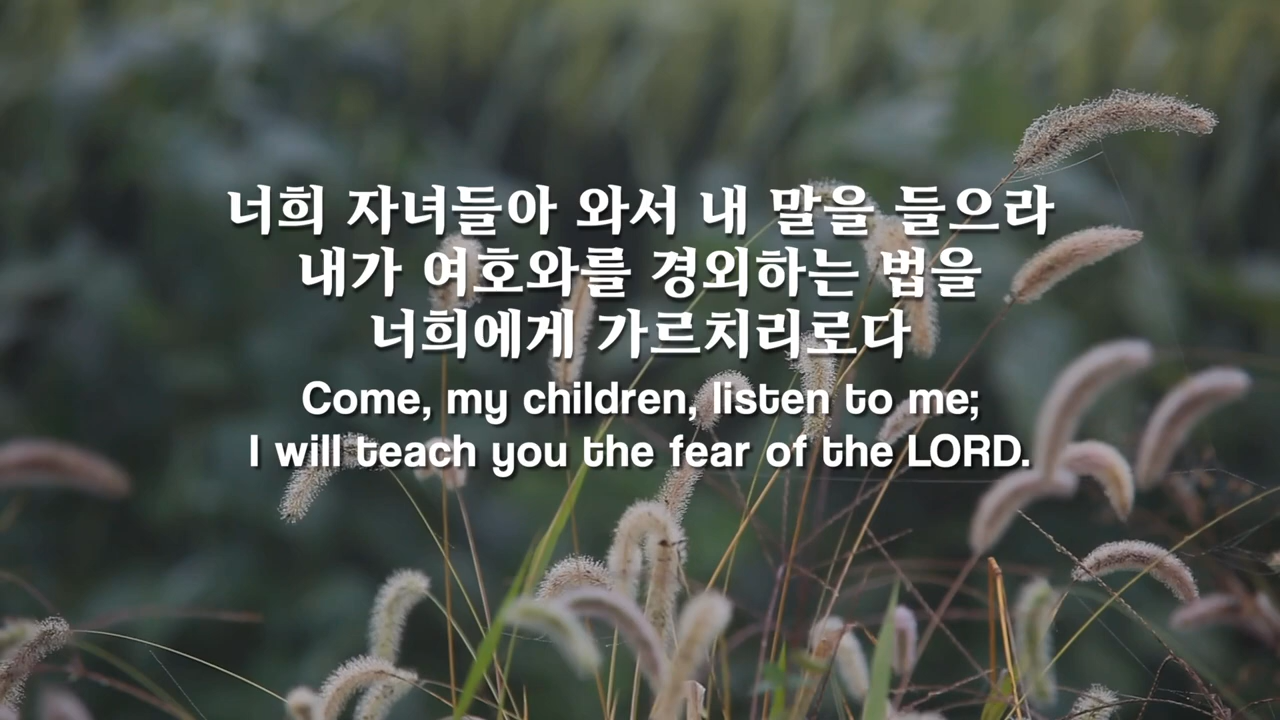 너희 자녀들아 와서 내 말을 들으라
내가 여호와를 경외하는 법을
너희에게 가르치리로다
Come, my children, listen to me;
I will teach you the fear of the LORD.